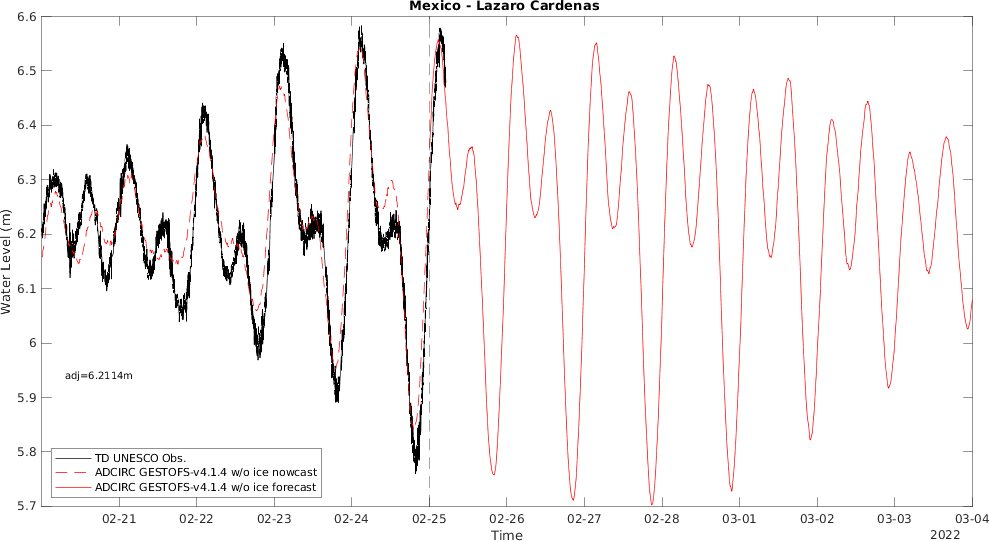 Mexico - Lazaro Cardenas
Water Level (m)
6.6
6.5
6.4
6.3
6.2
6.1
6
5.9
5.8
5.7
adj=6.2114m
TD UNESCO Obs.
ADCIRC GESTOFS-v4.1.4 w/o ice nowcast
ADCIRC GESTOFS-v4.1.4 w/o ice forecast
02-21 02-22 02-23 02-24 02-25 02-26 02-27 02-28 03-01 03-02 03-03 03-04
Time
2022